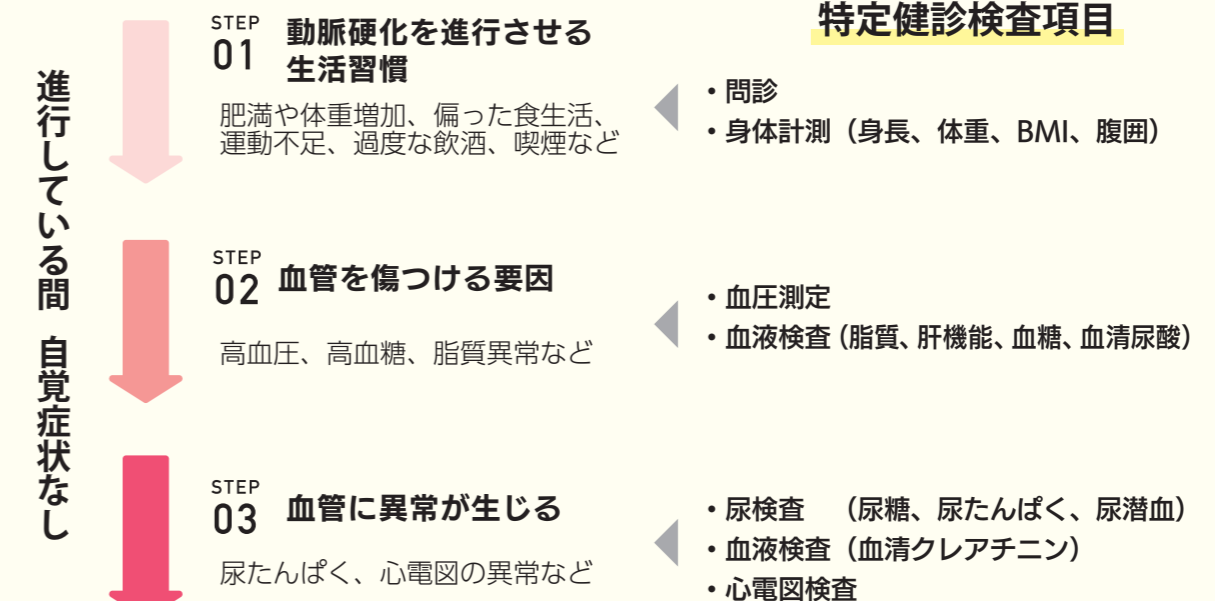 特定健診検査項目
進行している間 自覚症状なし
STEP
01
動脈硬化を進行させる
生活習慣
肥満や体重増加、偏った食生活、
運動不足、過度な飲酒、喫煙など
・問診
・身体計測（身長、体重、BMI、腹囲）
STEP
02
血管を傷つける要因
高血圧、高血糖、脂質異常など
・血圧測定
・血液検査（脂質、肝機能、血糖、血清尿酸）
STEP
03
血管に異常が生じる
尿たんぱく、心電図の異常など
・尿検査　（尿糖、尿たんぱく、尿潜血）
・血液検査（血清クレアチニン）
・心電図検査